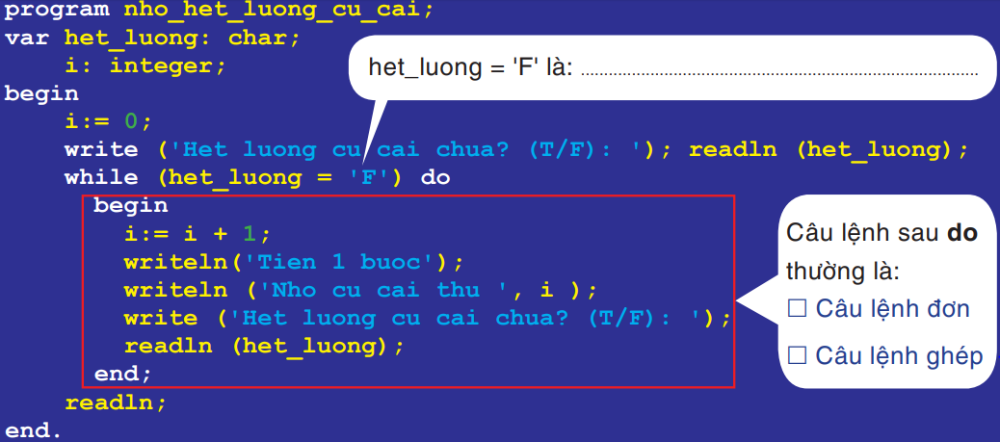 program nho_het_luong_cu_cai;
var het_luong: char;
i: integer;
het_luong = 'F' là: ........................................................................................
begin
i:= 0;
write ('Het luong cu cai chua? (T/F): '); readln (het_luong);
while (het_luong = 'F') do
begin
i:= i + 1;
writeln('Tien 1 buoc');
writeln ('Nho cu cai thu ', i );
write ('Het luong cu cai chua? (T/F): ');
readln (het_luong);
end;
readln;
end.
Câu lệnh sau do
thường là:
☐ Câu lệnh đơn
☐ Câu lệnh ghép